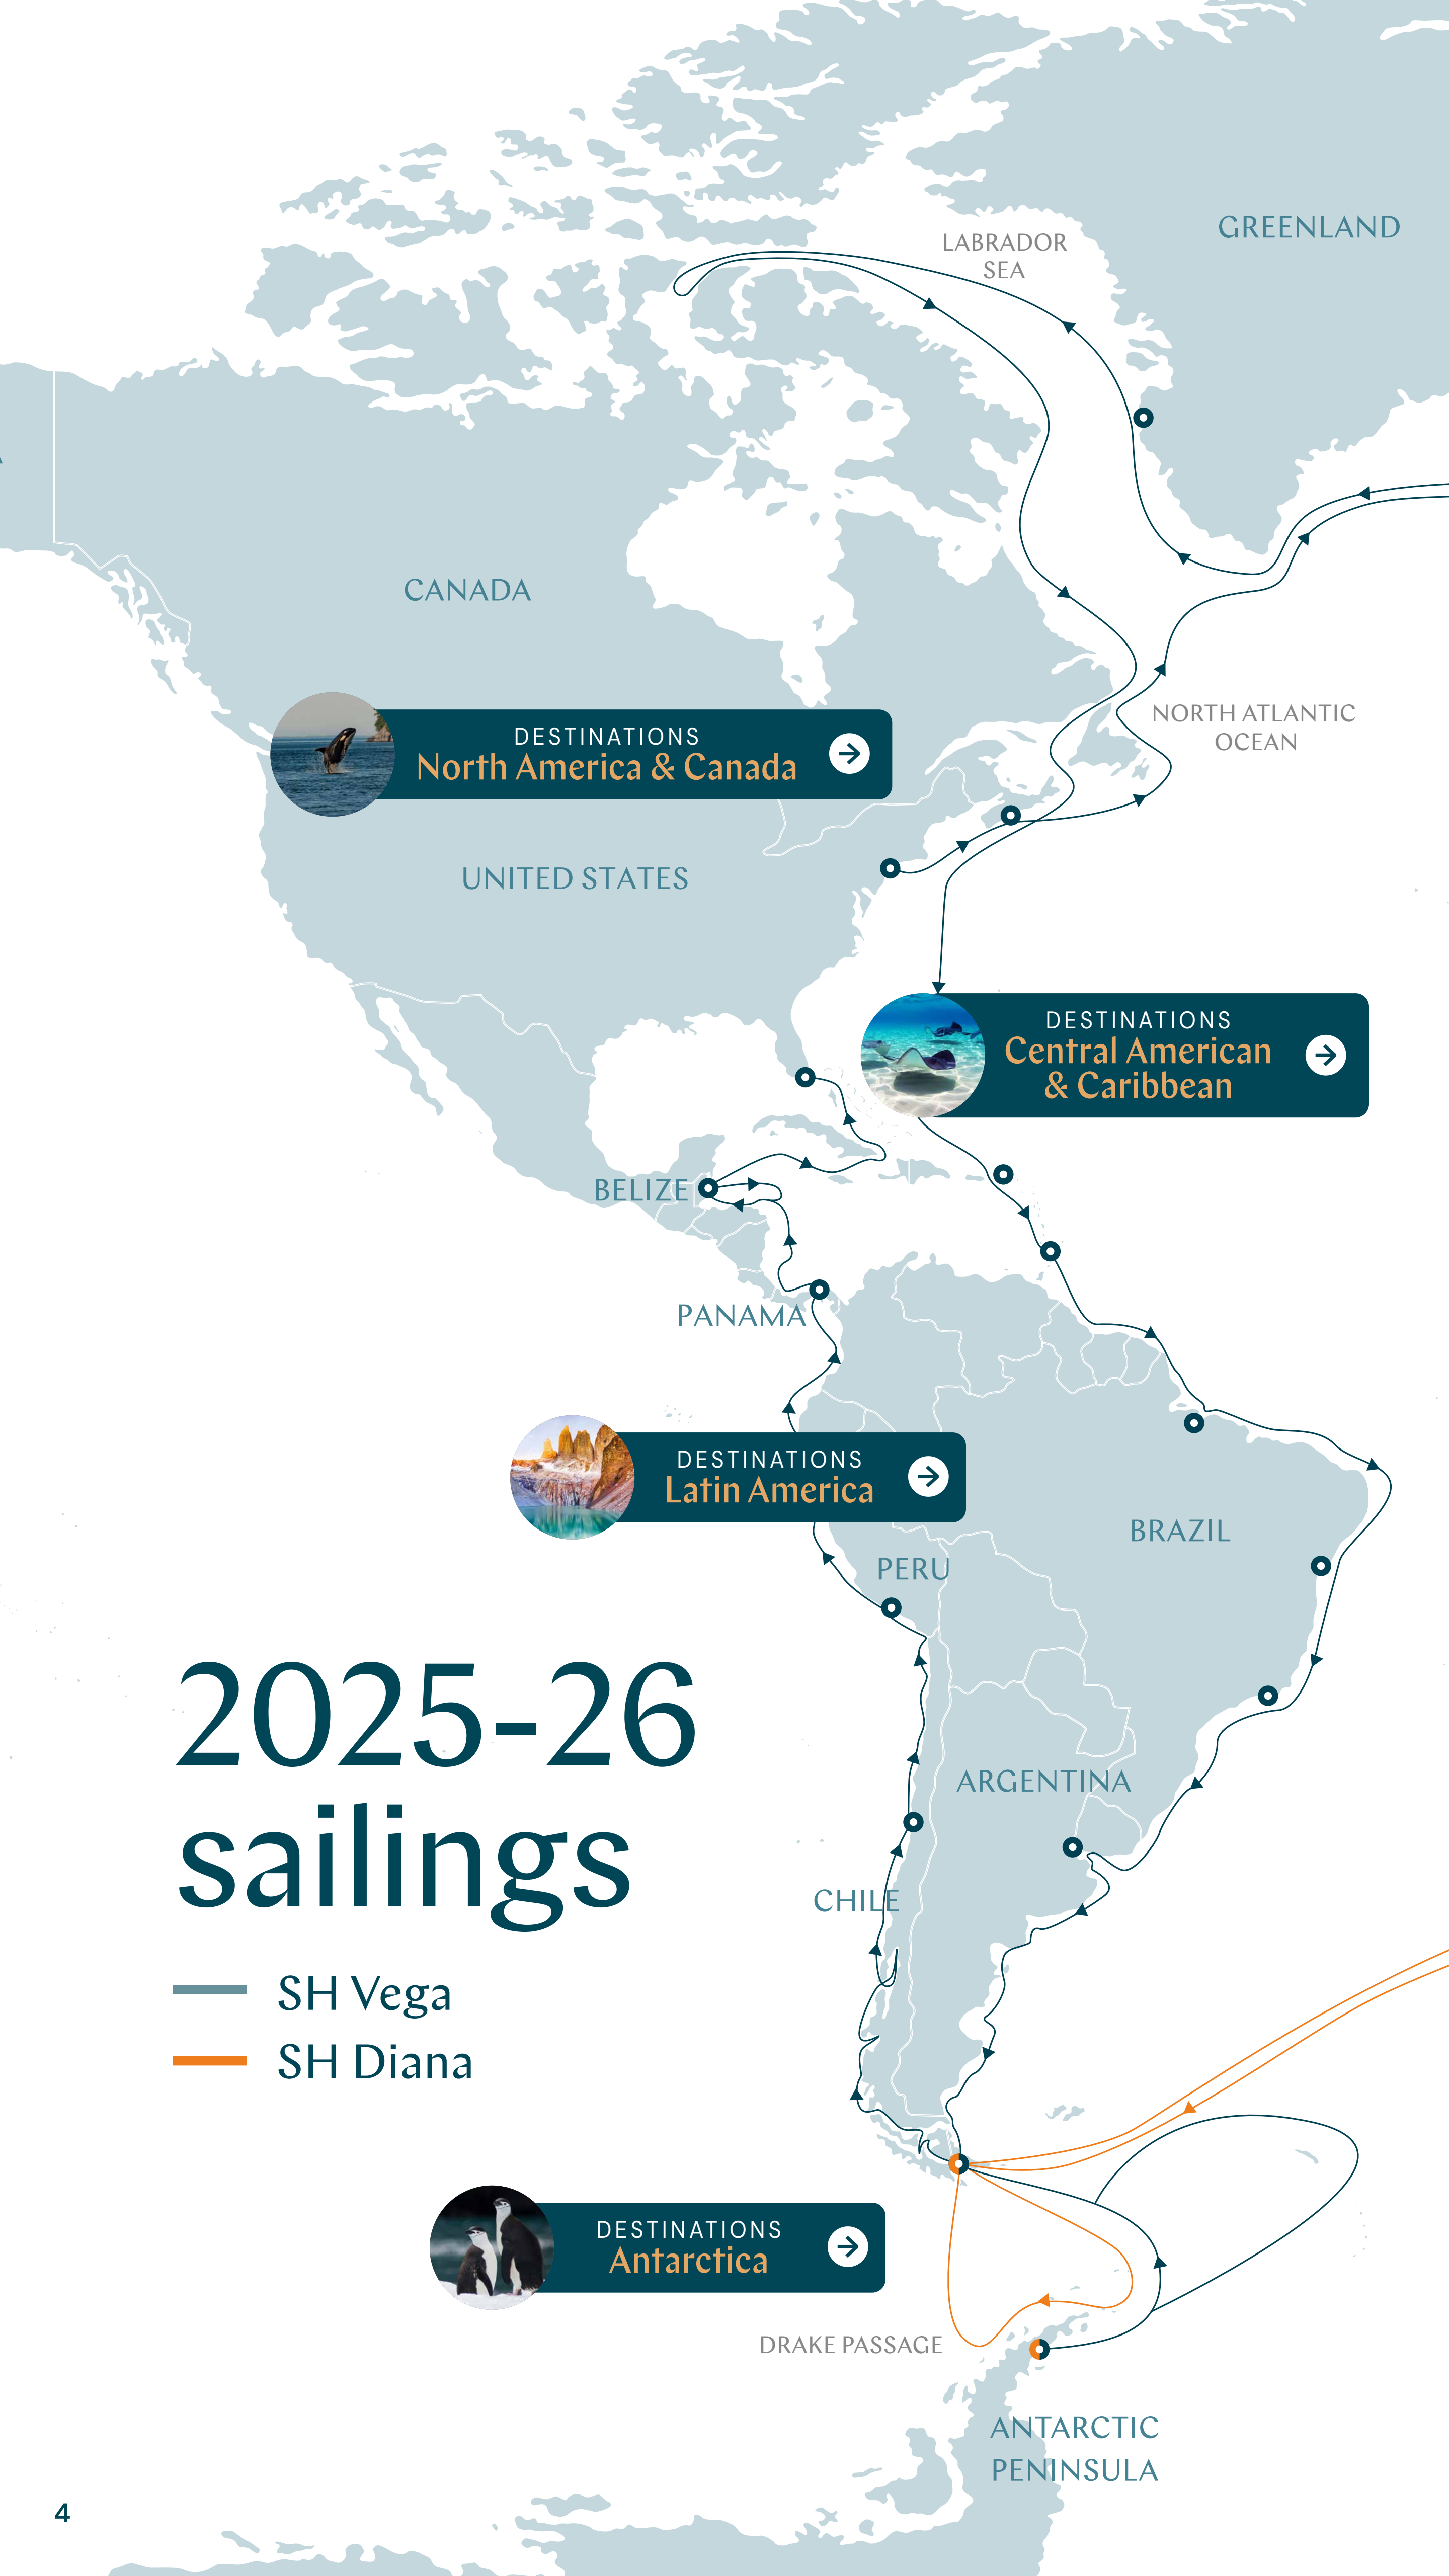 GREENLAND
LABRADOR
SEA
CANADA
DESTINATIONS
North America & Canada
NORTH ATLANTIC
OCEAN
UNITED STATES
DESTINATIONS
Central American
& Caribbean
BELIZE
PANAMA
DESTINATIONS
Latin America
BRAZIL
PERU
2025-26
sailings
ARGENTINA
CHILE
SH Vega
SH Diana
DESTINATIONS
Antarctica
DRAKE PASSAGE
ANTARCTIC
PENINSULA
4